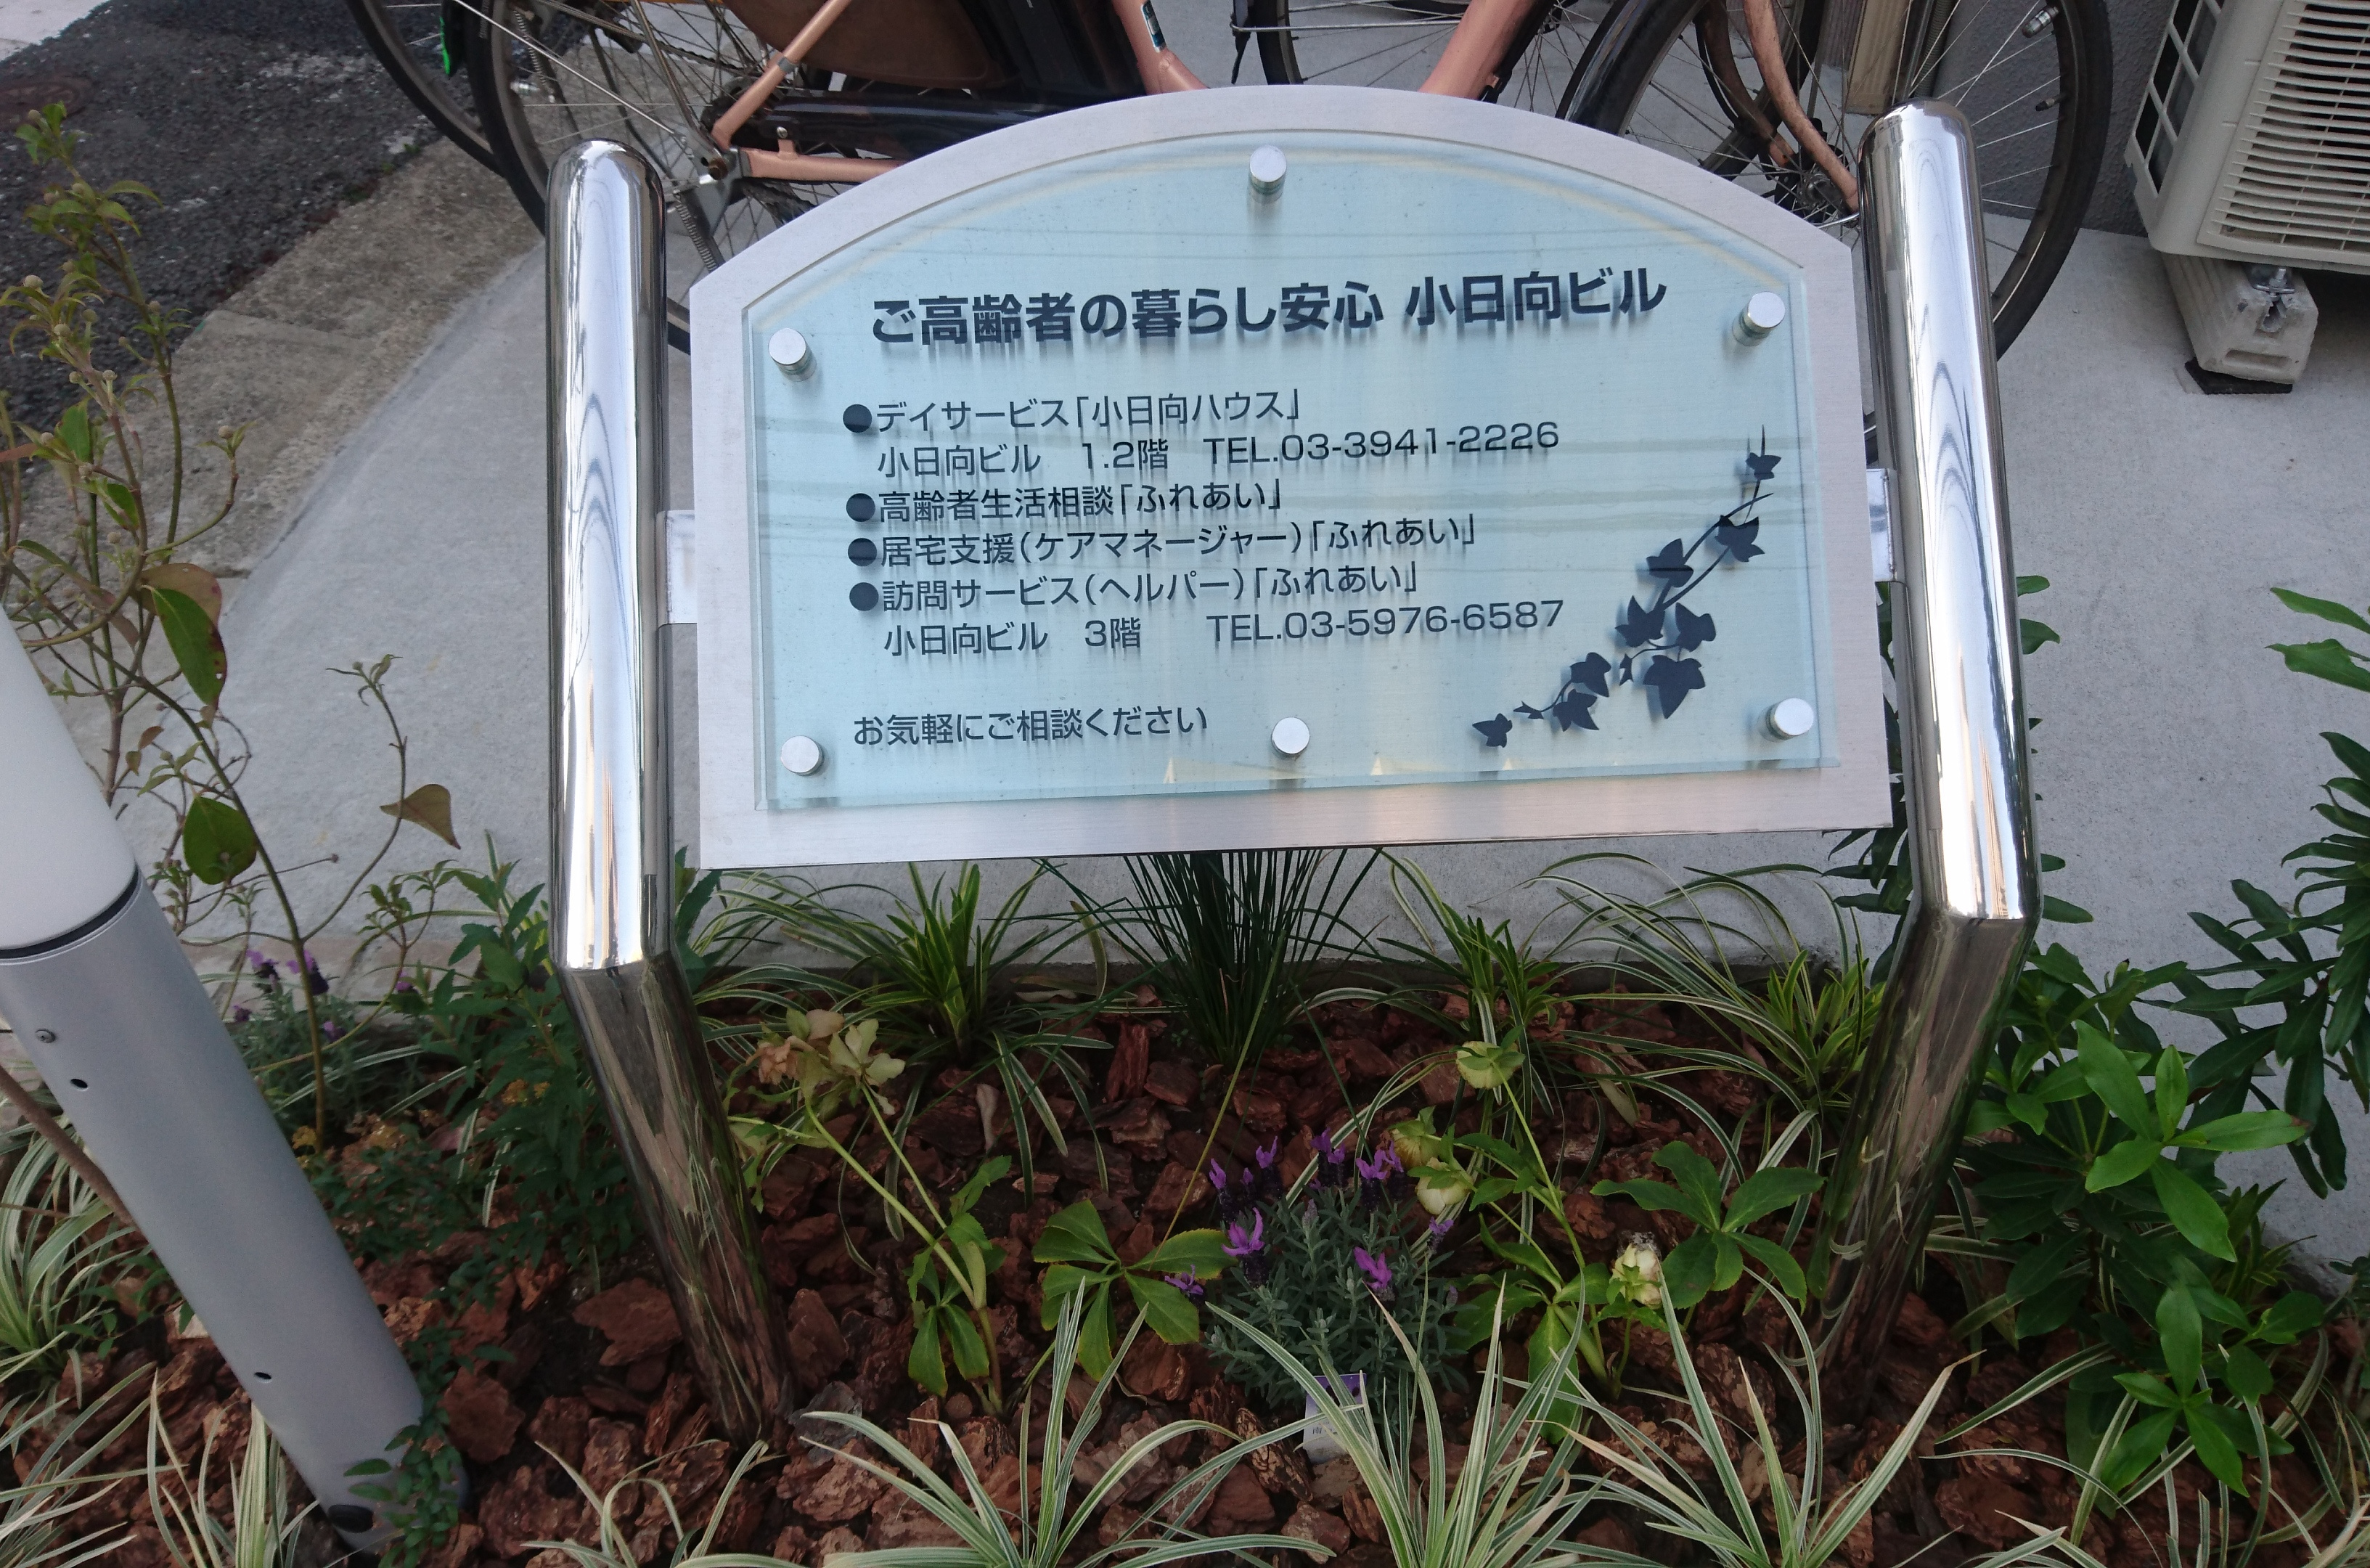 ご高齢者の暮らし安心 小日向ビル
●デイサービス「小日向ハウス」
小日向ビル 1.2階 TEL.03-3941-2226
●高齢者生活相談「ふれあい」
●居宅支援(ケアマネージャー)「ふれあい」
●訪問サービス(ヘルパー)「ふれあい」
小日向ビル 3階 TEL.03-5976-6587
お気軽にご相談ください